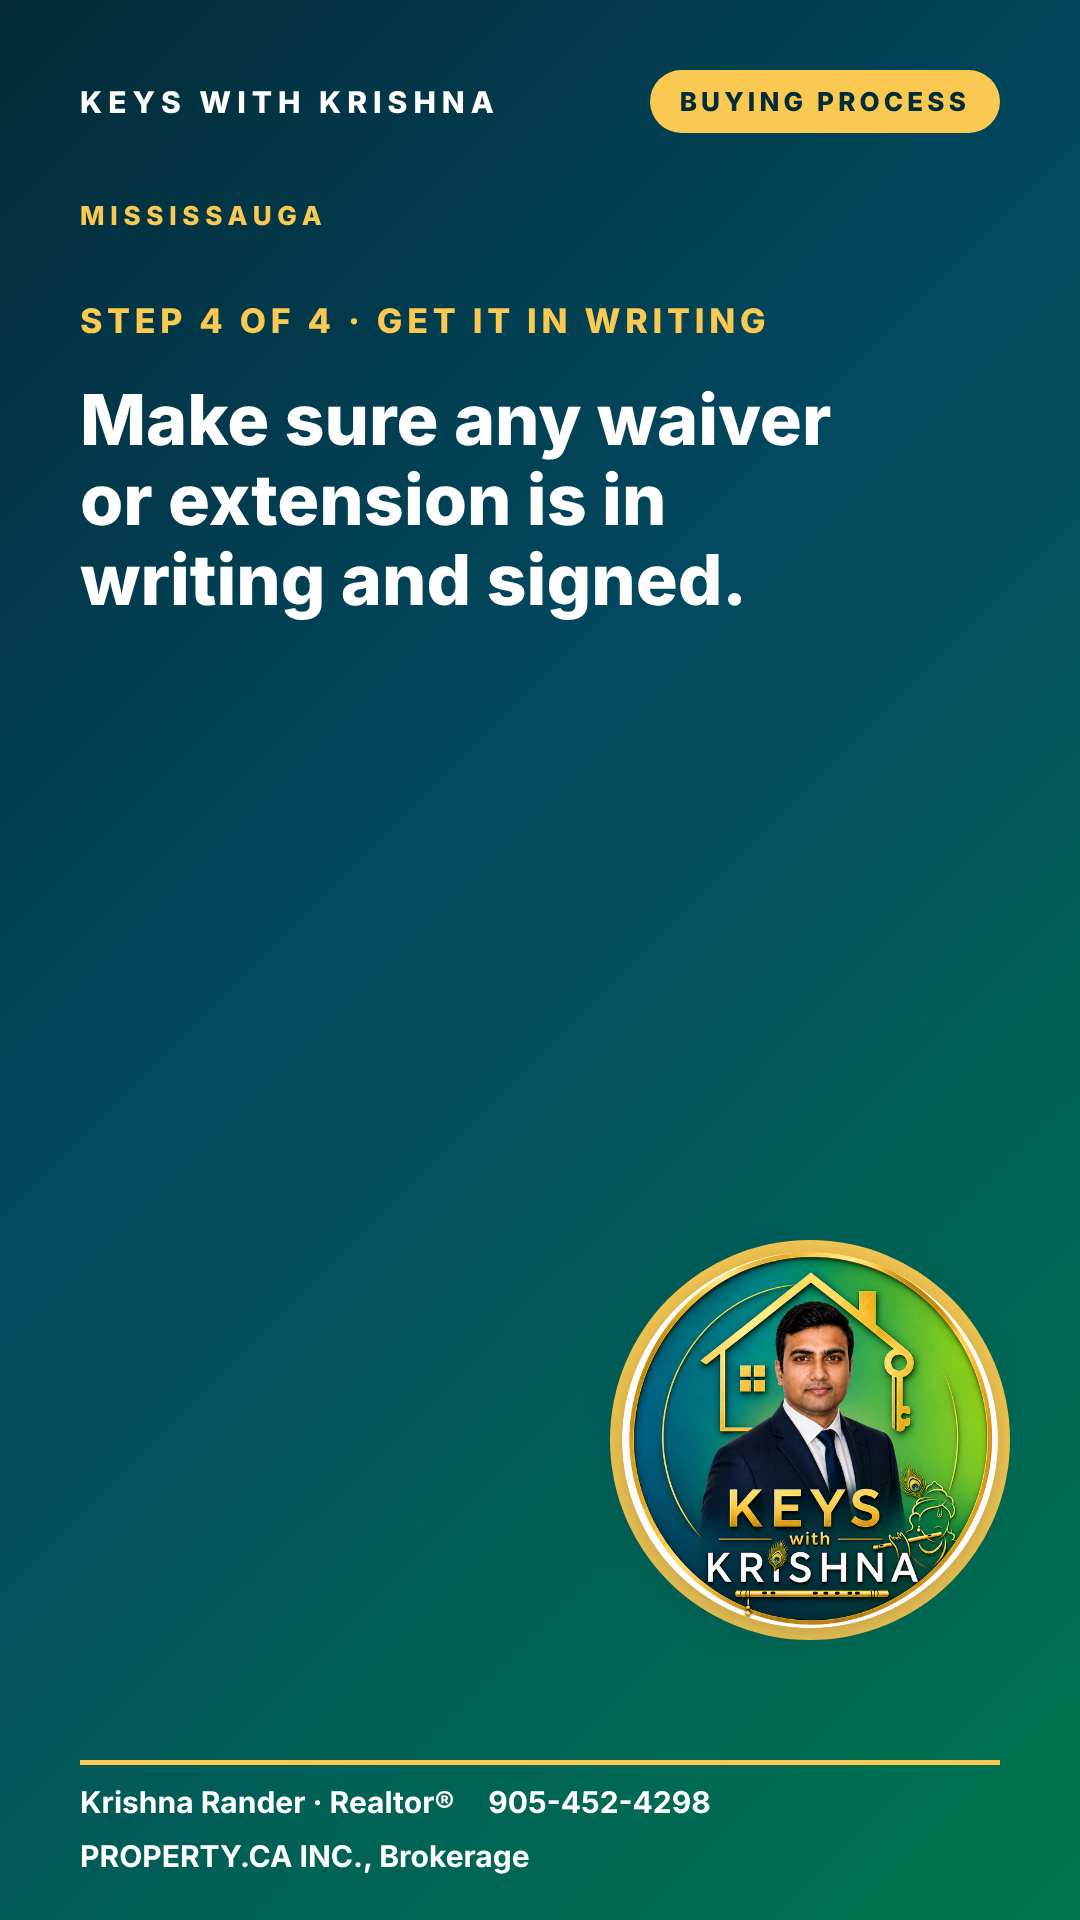 KEYS WITH KRISHNA
BUYING PROCESS
MISSISSAUGA
STEP 4 OF 4 · GET IT IN WRITING
Make sure any waiver
or extension is in
writing and signed.
KEYS
with
KRISHNA
Krishna Rander · Realtor® 905-452-4298
PROPERTY.CA INC., Brokerage